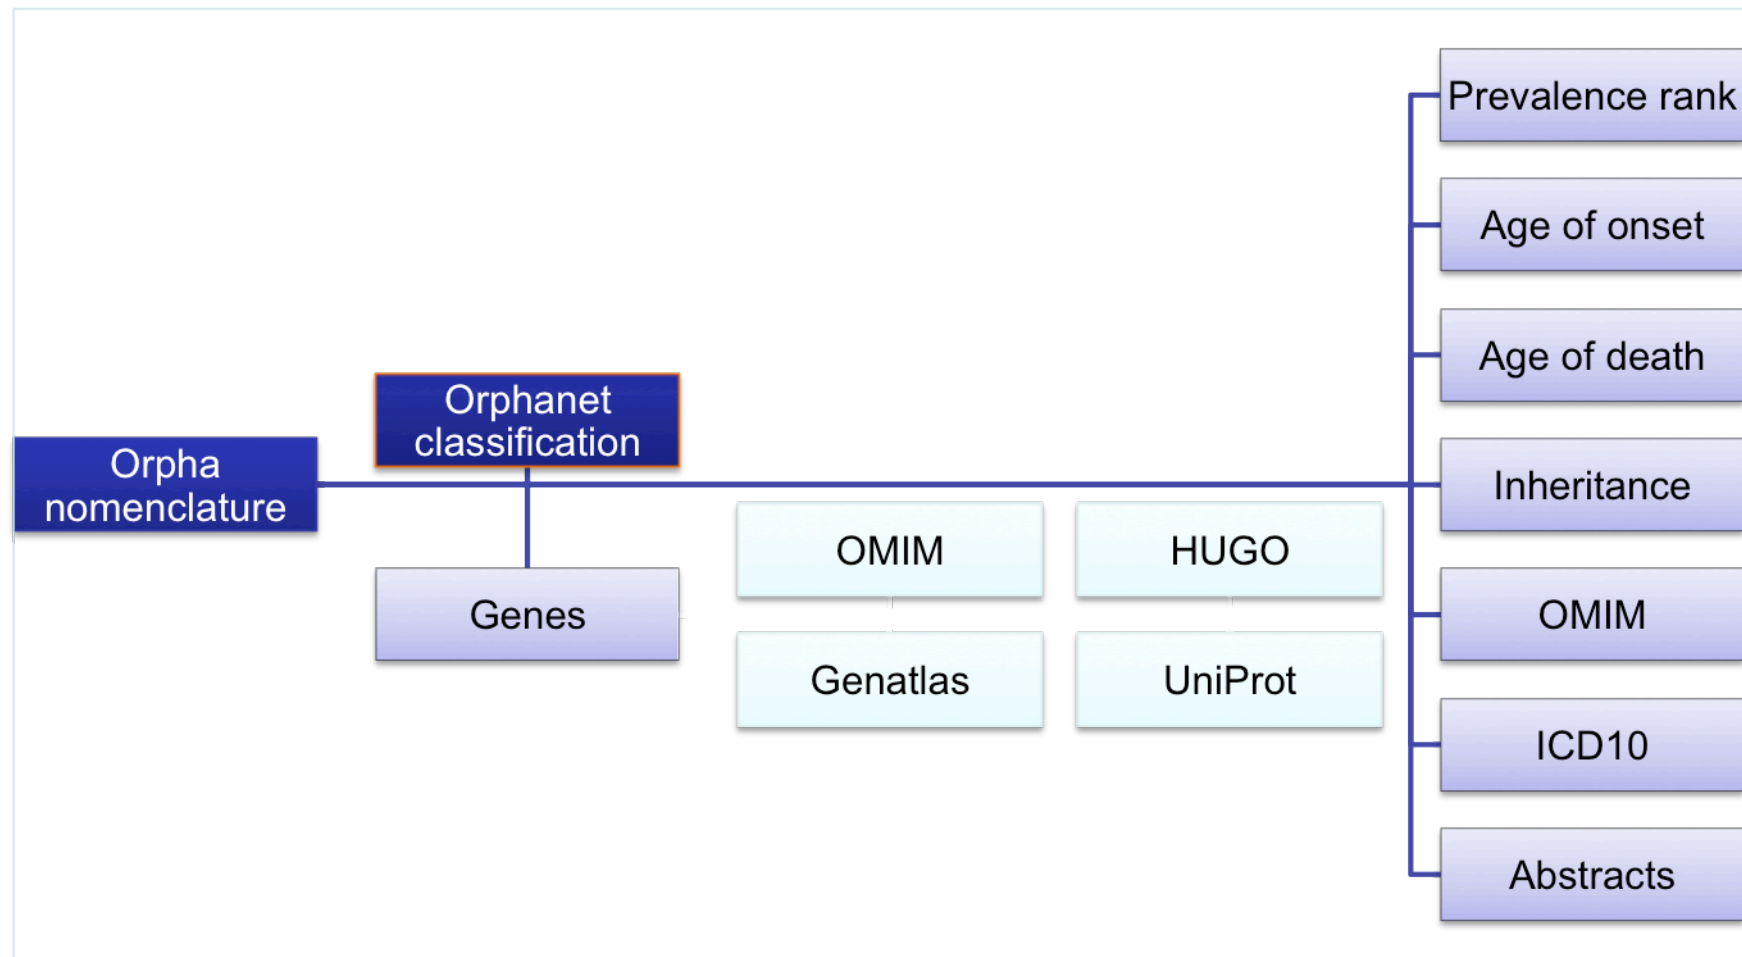 Orpha
nomenclature
Orphanet
classification
Genes
OMIM
HUGO
Genatlas
UniProt
Prevalence rank
Age of onset
Age of death
Inheritance
OMIM
ICD10
Abstracts